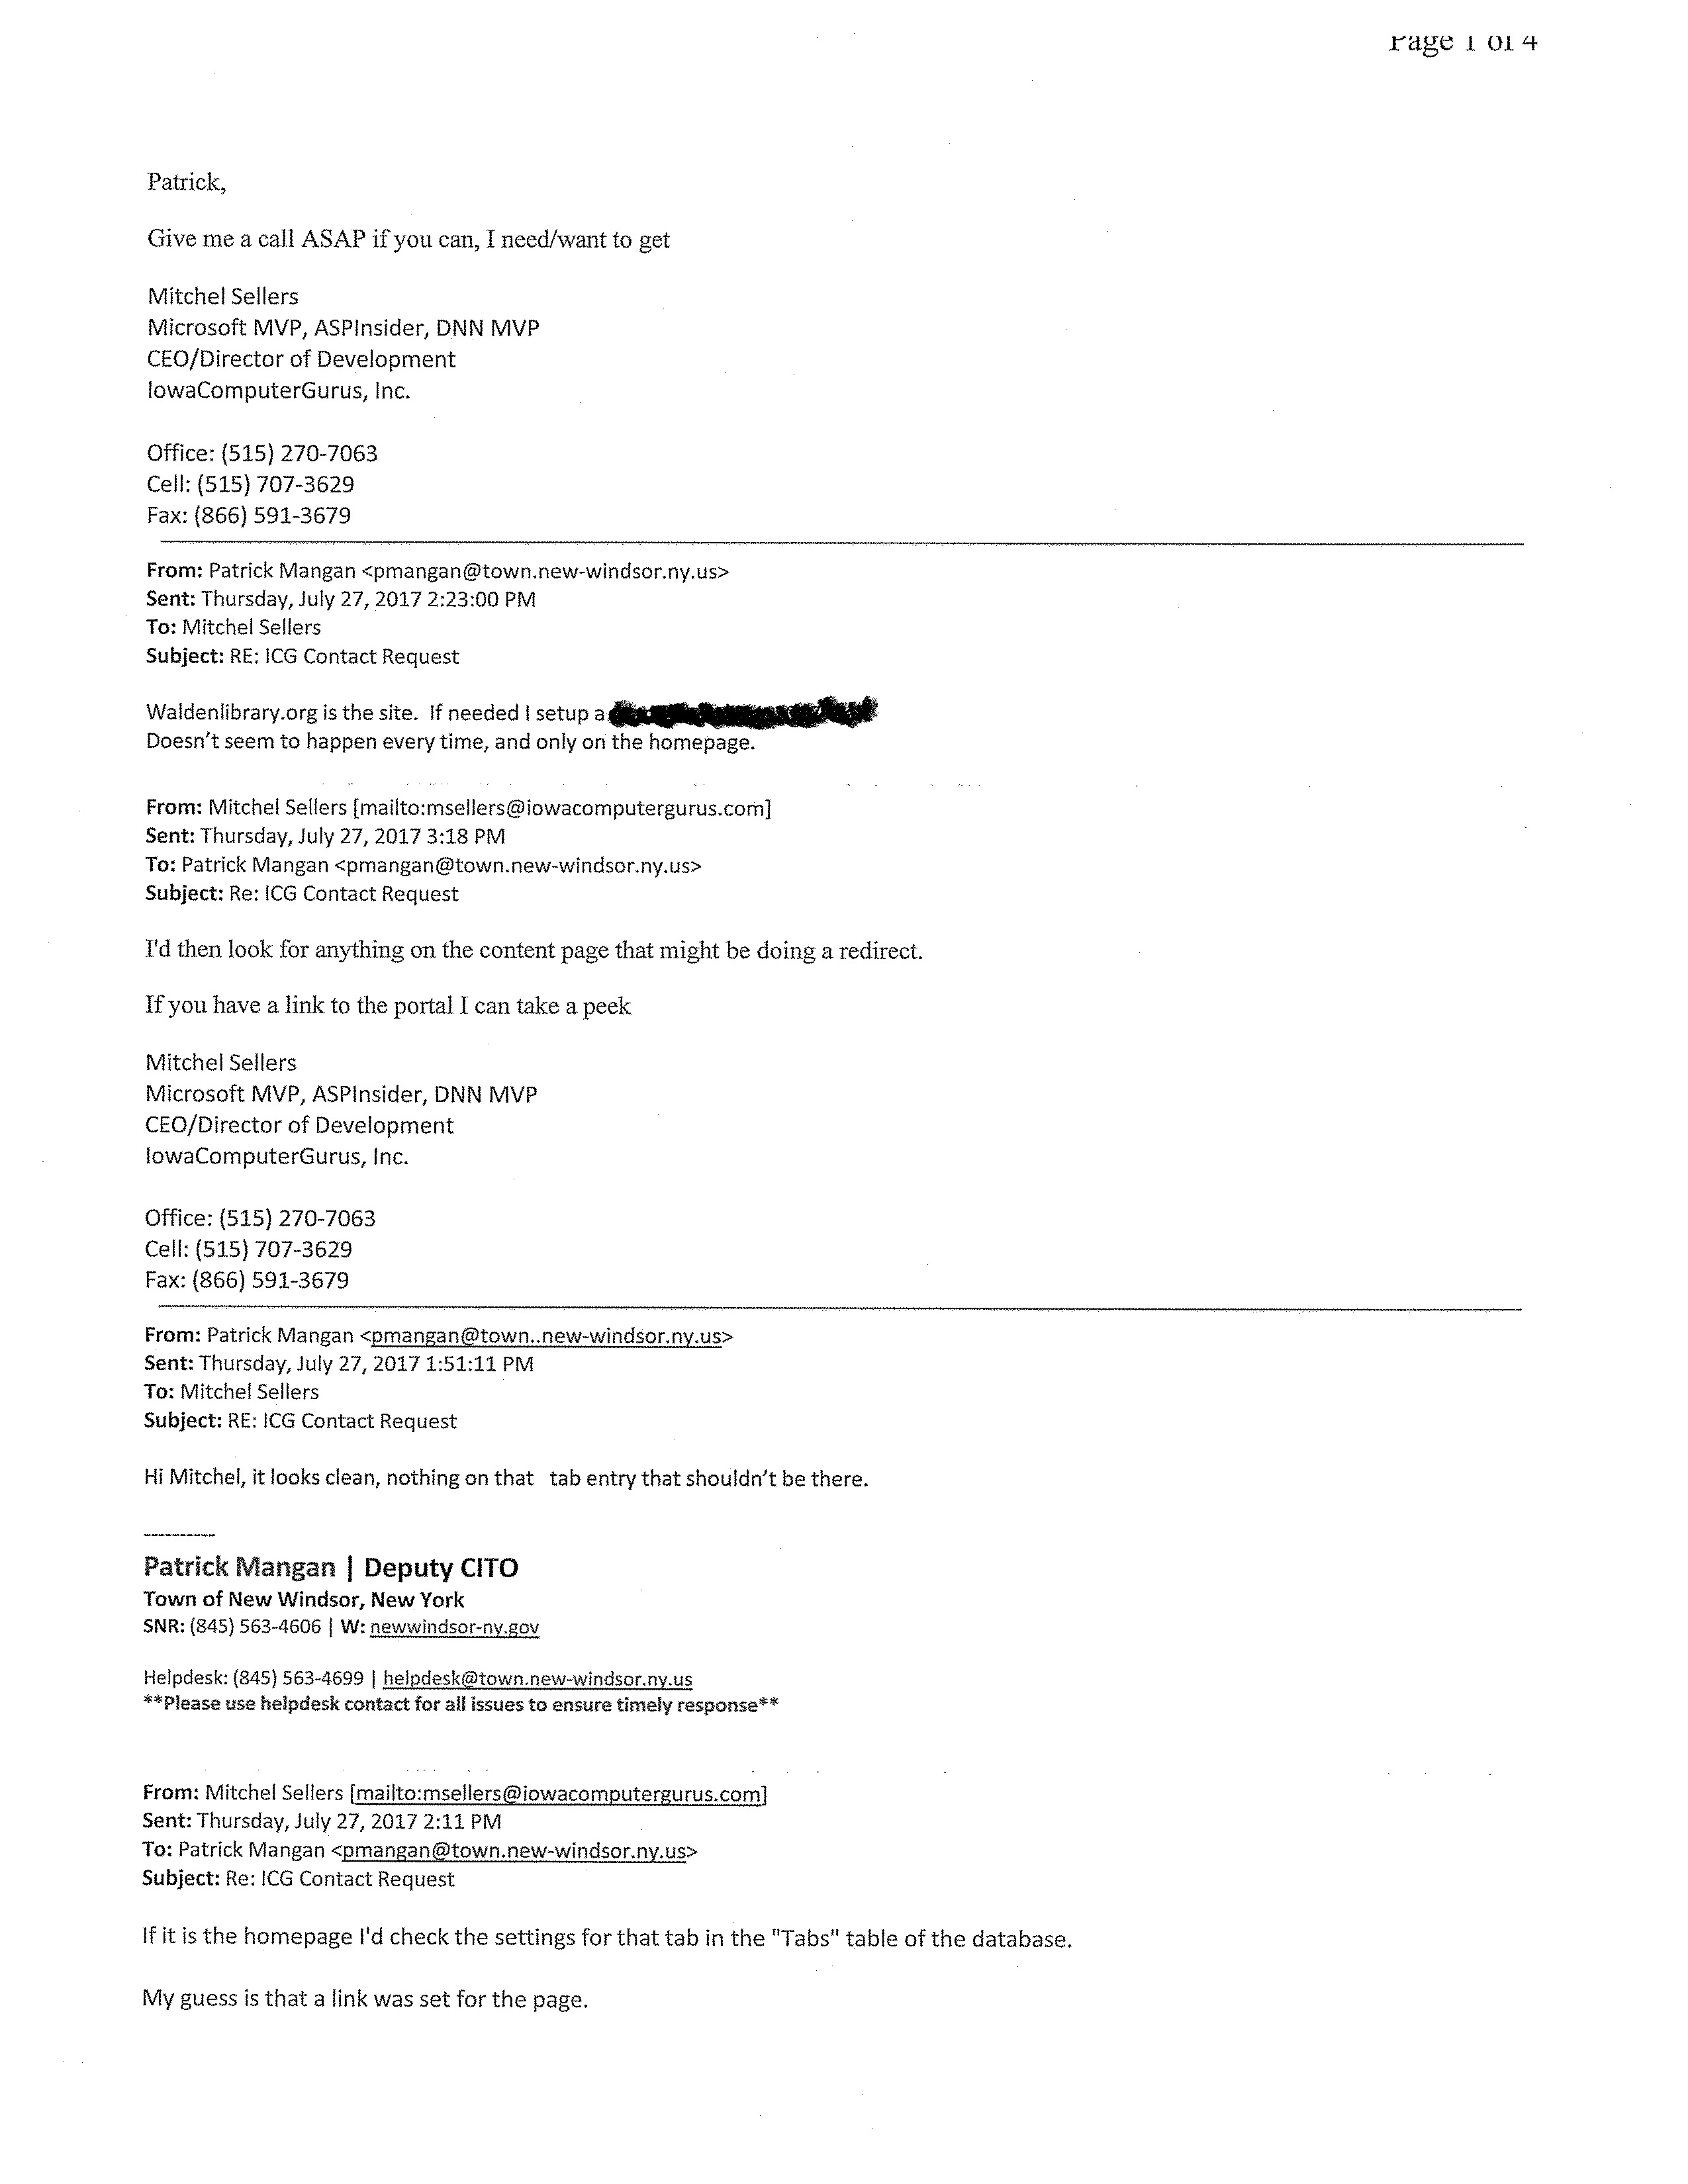 Page 1 of 4
Patrick,
Give me a call ASAP if you can, I need/want to get
Mitchel Sellers
Microsoft MVP, ASPInsider, DNN MVP
CEO/Director of Development
IowaComputerGurus, Inc.
Office: (515) 270-7063
Cell: (515) 707-3629
Fax: (866) 591-3679
From: Patrick Mangan <pmangan@town.new-windsor.ny.us>
Sent: Thursday, July 27, 2017 2:23:00 PM
To: Mitchel Sellers
Subject: RE: ICG Contact Request
Waldenlibrary.org is the site.  If needed I setup a
Doesn't seem to happen every time, and only on the homepage.
From: Mitchel Sellers [mailto:msellers@iowacomputergurus.com]
Sent: Thursday, July 27, 2017 3:18 PM
To: Patrick Mangan <pmangan@town.new-windsor.ny.us>
Subject: Re: ICG Contact Request
I'd then look for anything on the content page that might be doing a redirect.
If you have a link to the portal I can take a peek
Mitchel Sellers
Microsoft MVP, ASPInsider, DNN MVP
CEO/Director of Development
IowaComputerGurus, Inc.
Office: (515) 270-7063
Cell: (515) 707-3629
Fax: (866) 591-3679
From: Patrick Mangan <pmangan@town..new-windsor.ny.us>
Sent: Thursday, July 27, 2017 1:51:11 PM
To: Mitchel Sellers
Subject: RE: ICG Contact Request
Hi Mitchel, it looks clean, nothing on that  tab entry that shouldn't be there.
----------
Patrick Mangan | Deputy CITO
Town of New Windsor, New York
SNR: (845) 563-4606 | W: newwindsor-ny.gov
Helpdesk: (845) 563-4699 | helpdesk@town.new-windsor.ny.us
**Please use helpdesk contact for all issues to ensure timely response**
From: Mitchel Sellers [mailto:msellers@iowacomputergurus.com]
Sent: Thursday, July 27, 2017 2:11 PM
To: Patrick Mangan <pmangan@town.new-windsor.ny.us>
Subject: Re: ICG Contact Request
If it is the homepage I'd check the settings for that tab in the "Tabs" table of the database.
My guess is that a link was set for the page.